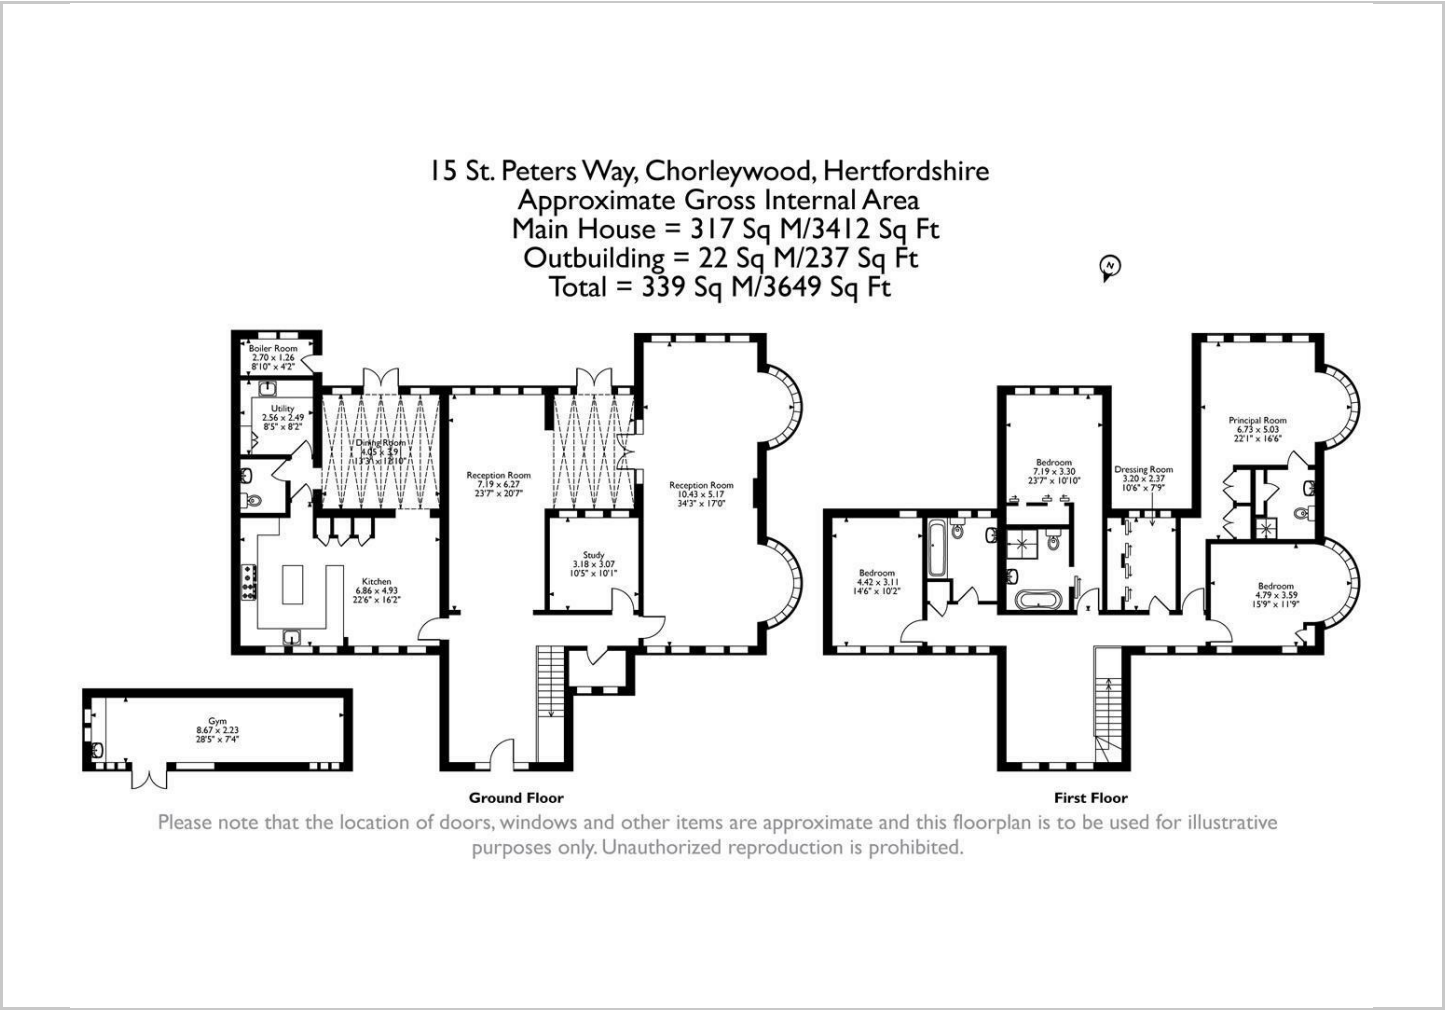 15 St. Peters Way, Chorleywood, Hertfordshire
Approximate Gross Internal Area
Main House = 317 Sq M/3412 Sq Ft
Outbuilding = 22 Sq M/237 Sq Ft
Total = 339 Sq M/3649 Sq Ft
N
Boiler Room
2.70 x 1.26
8'10" x 4'2"
Utility
2.56 x 2.49
8'5" x 8'2"
Dining Room
4.05 x 3.91
13'3" x 12'10"
Reception Room
7.19 x 6.27
23'7" x 20'7"
Reception Room
10.43 x 5.17
34'3" x 17'0"
Study
3.18 x 3.07
10'5" x 10'1"
Kitchen
6.86 x 4.93
22'6" x 16'2"
Gym
8.67 x 2.23
28'5" x 7'4"
Ground Floor
Principal Room
6.73 x 5.03
22'1" x 16'6"
Bedroom
7.19 x 3.30
23'7" x 10'10"
Dressing Room
3.20 x 2.37
10'6" x 7'9"
Bedroom
4.42 x 3.11
14'6" x 10'2"
Bedroom
4.79 x 3.59
15'9" x 11'9"
First Floor
Please note that the location of doors, windows and other items are approximate and this floorplan is to be used for illustrative
purposes only. Unauthorized reproduction is prohibited.